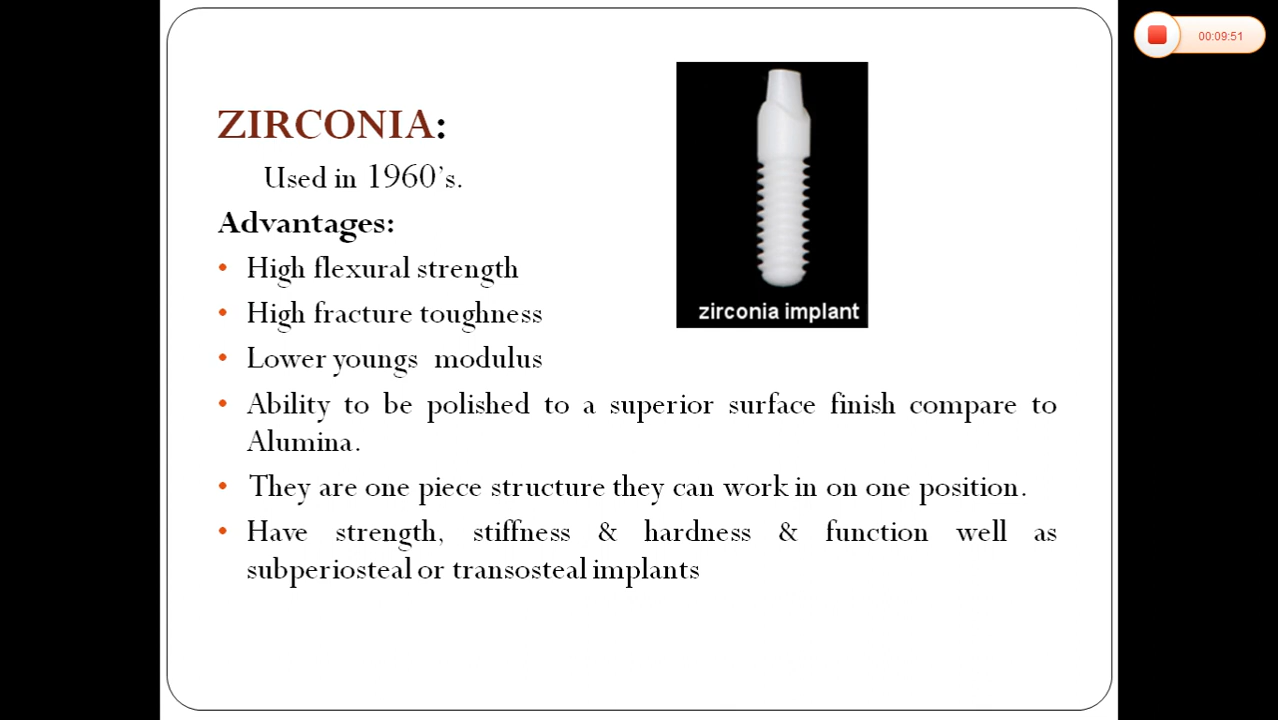 00:09:51
ZIRCONIA:
Used in 1960's.
Advantages:
• High flexural strength
• High fracture toughness
• Lower youngs modulus
• Ability to be polished to a superior surface finish compare to
Alumina.
• They are one piece structure they can work in on one position.
• Have strength, stiffness & hardness & function well as
subperiosteal or transosteal implants
zirconia implant